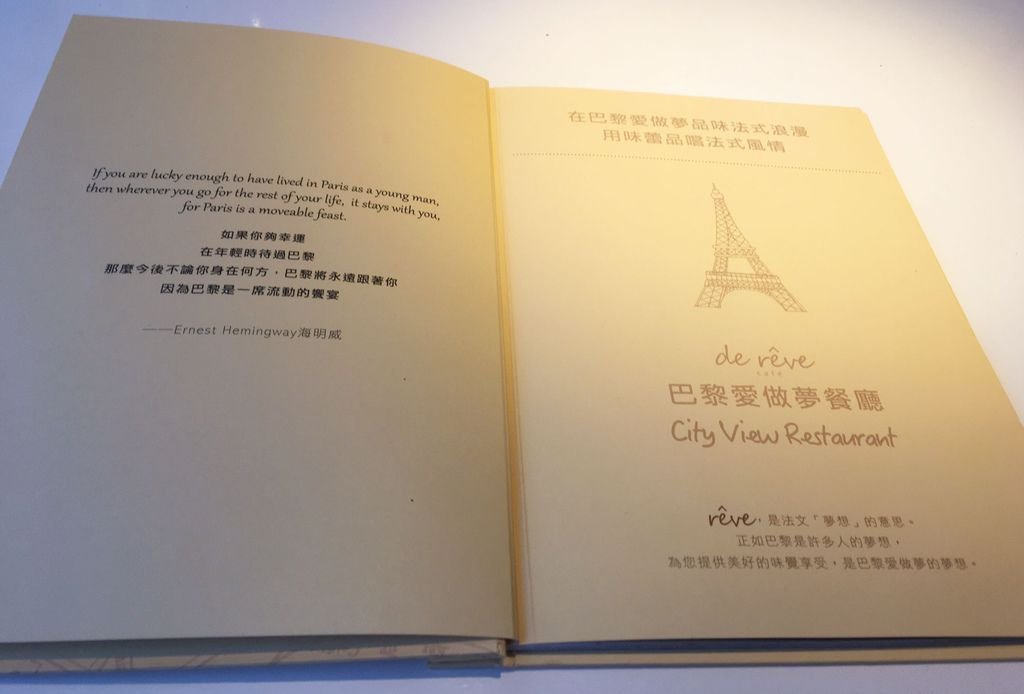 If you are lucky enough to have lived in Paris as a young man,
then wherever you go for the rest of your life, it stays with you,
for Paris is a moveable feast.
如果你夠幸運
在年輕時待過巴黎
那麼今後不論你身在何方，巴黎將永遠跟著你
因為巴黎是一席流動的饗宴
——Ernest Hemingway海明威
在巴黎愛做夢品味法式浪漫
用味蕾品嚐法式風情
de rêve
café
巴黎愛做夢餐廳
City View Restaurant
rêve，是法文「夢想」的意思。
正如巴黎是許多人的夢想，
為您提供美好的味覺享受，是巴黎愛做夢的夢想。